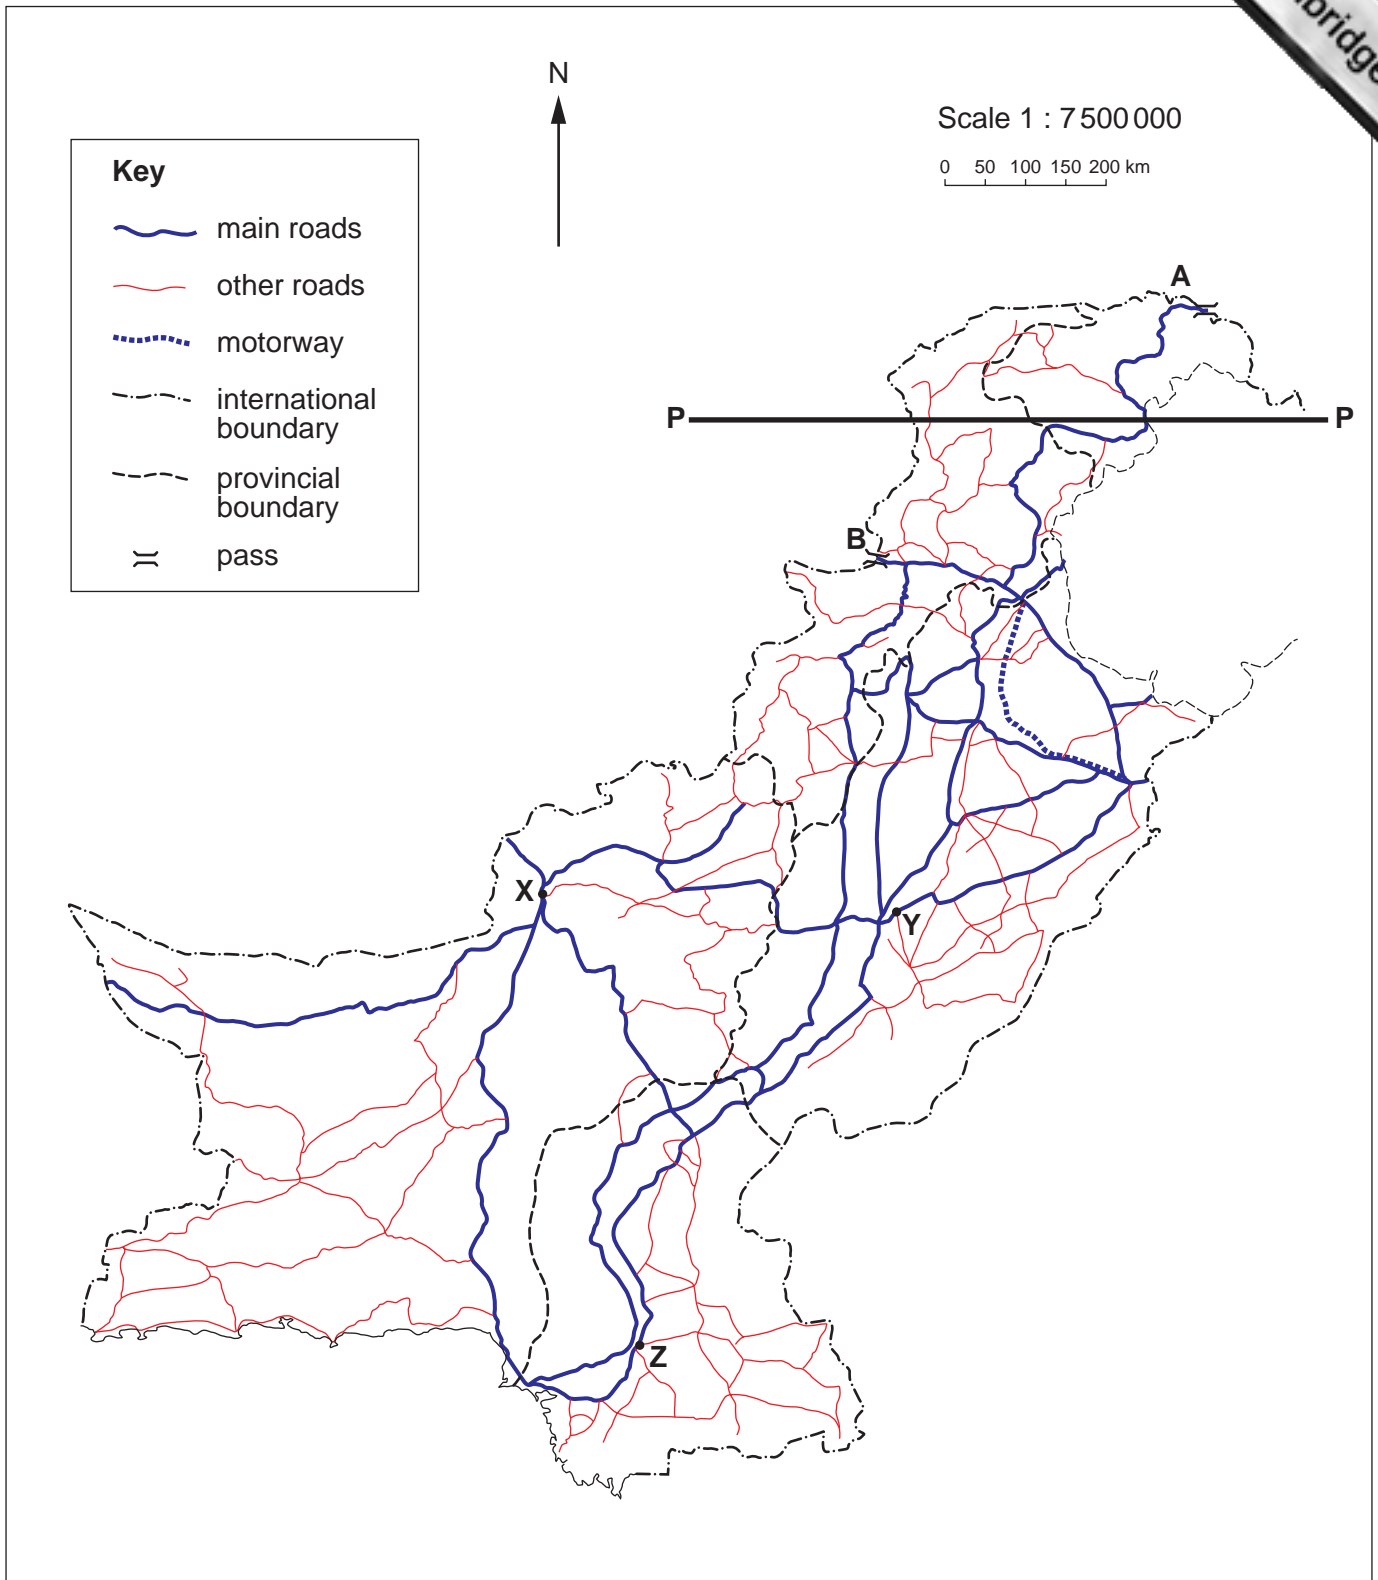 N
Scale 1 : 7 500 000
0 50 100 150 200 km
Key
main roads
other roads
motorway
international
boundary
provincial
boundary
pass
A
P P
B
X
Y
Z